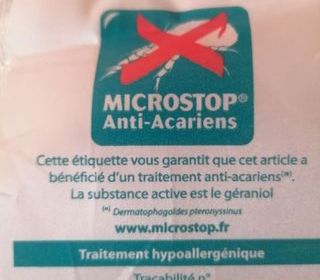 MICROSTOP®
Anti-Acariens
Cette étiquette vous garantit que cet article a
bénéficié d'un traitement anti-acariens(*).
La substance active est le géraniol
(*) Dermatophagoïdes pteronyssinus
www.microstop.fr
Traitement hypoallergénique
Traçabilité n°